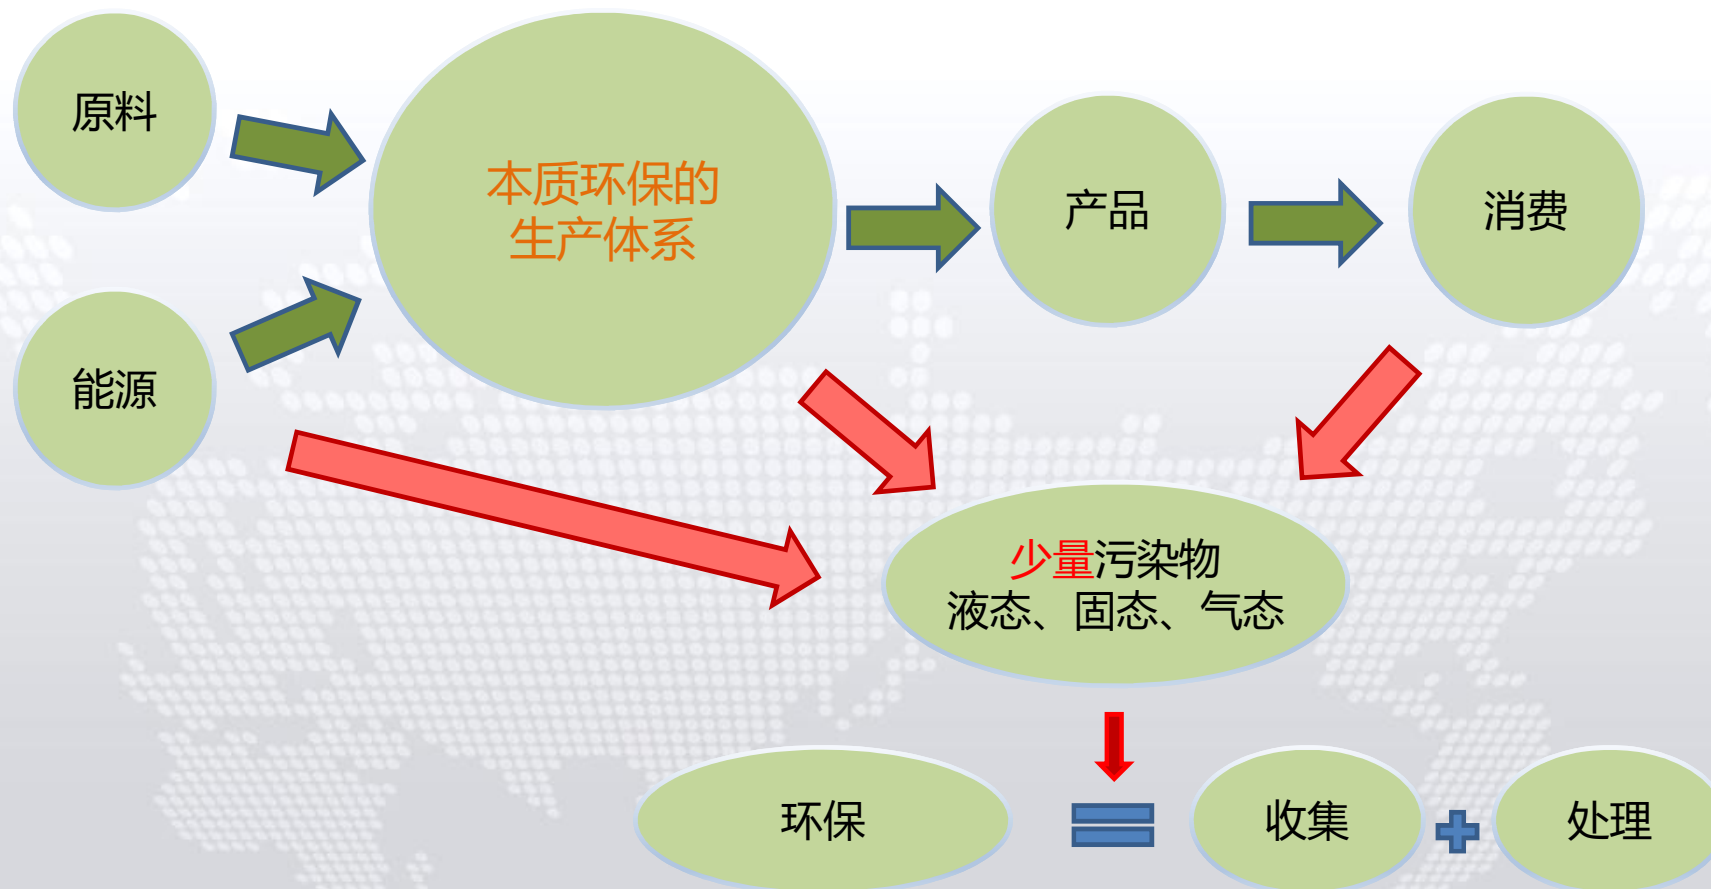 原料
本质环保的
生产体系
产品
消费
能源
少量污染物
液态、固态、气态
环保
收集
处理